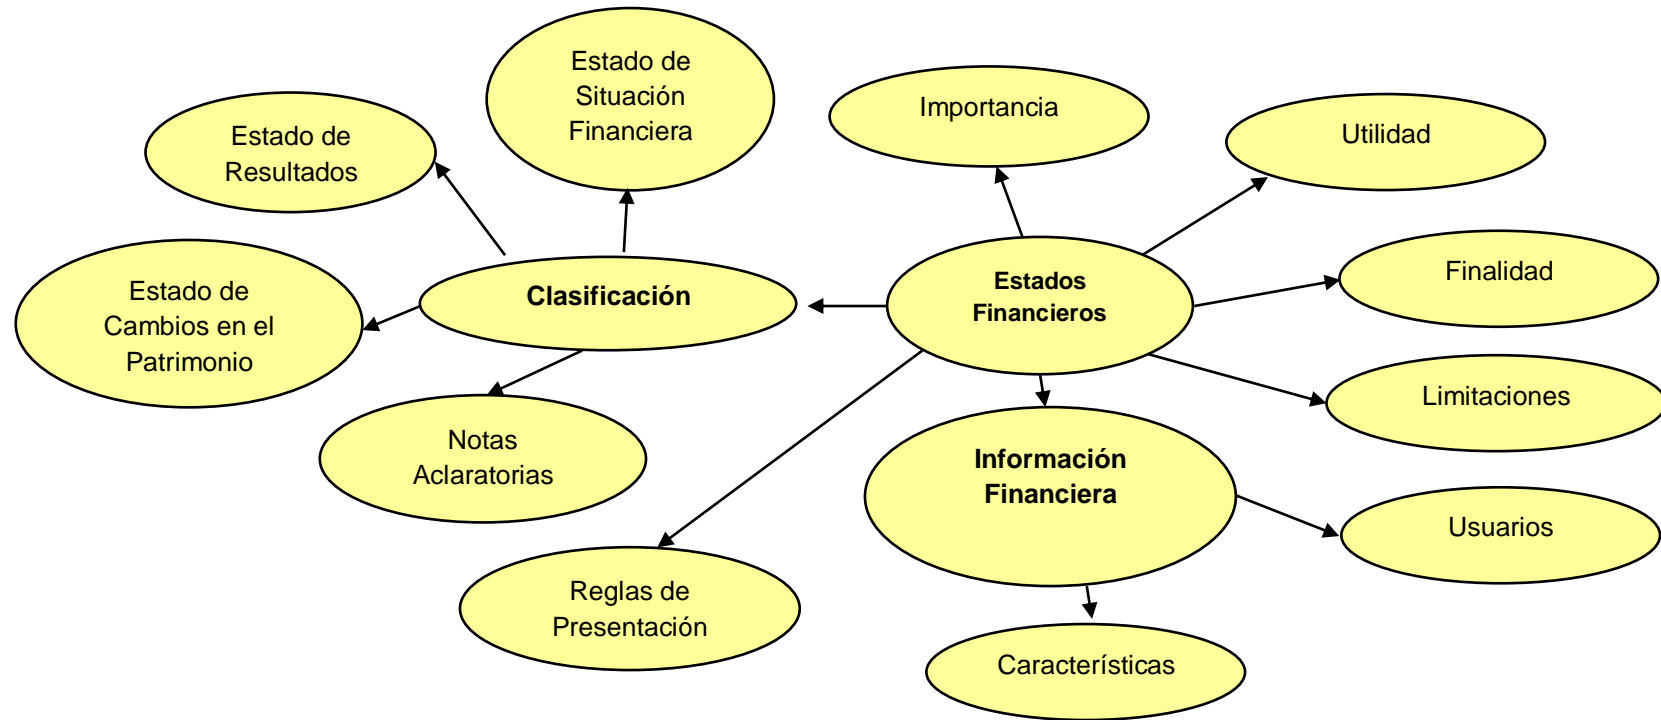 Estado de
Situación
Financiera
Importancia
Utilidad
Estado de
Resultados
Estado de
Cambios en el
Patrimonio
Clasificación
Estados
Financieros
Finalidad
Limitaciones
Notas
Aclaratorias
Información
Financiera
Usuarios
Reglas de
Presentación
Características